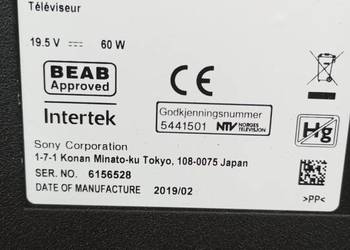 Téléviseur
19.5 V ⎓ 60 W
BEAB
Approved
Intertek
CE
Godkjenningsnummer
5441501 NTV NORGES
TELEVISJON
Hg
Sony Corporation
1-7-1 Konan Minato-ku Tokyo, 108-0075 Japan
SER. NO. 6156528
DATE OF MANUFACTURE 2019/02
>PP<